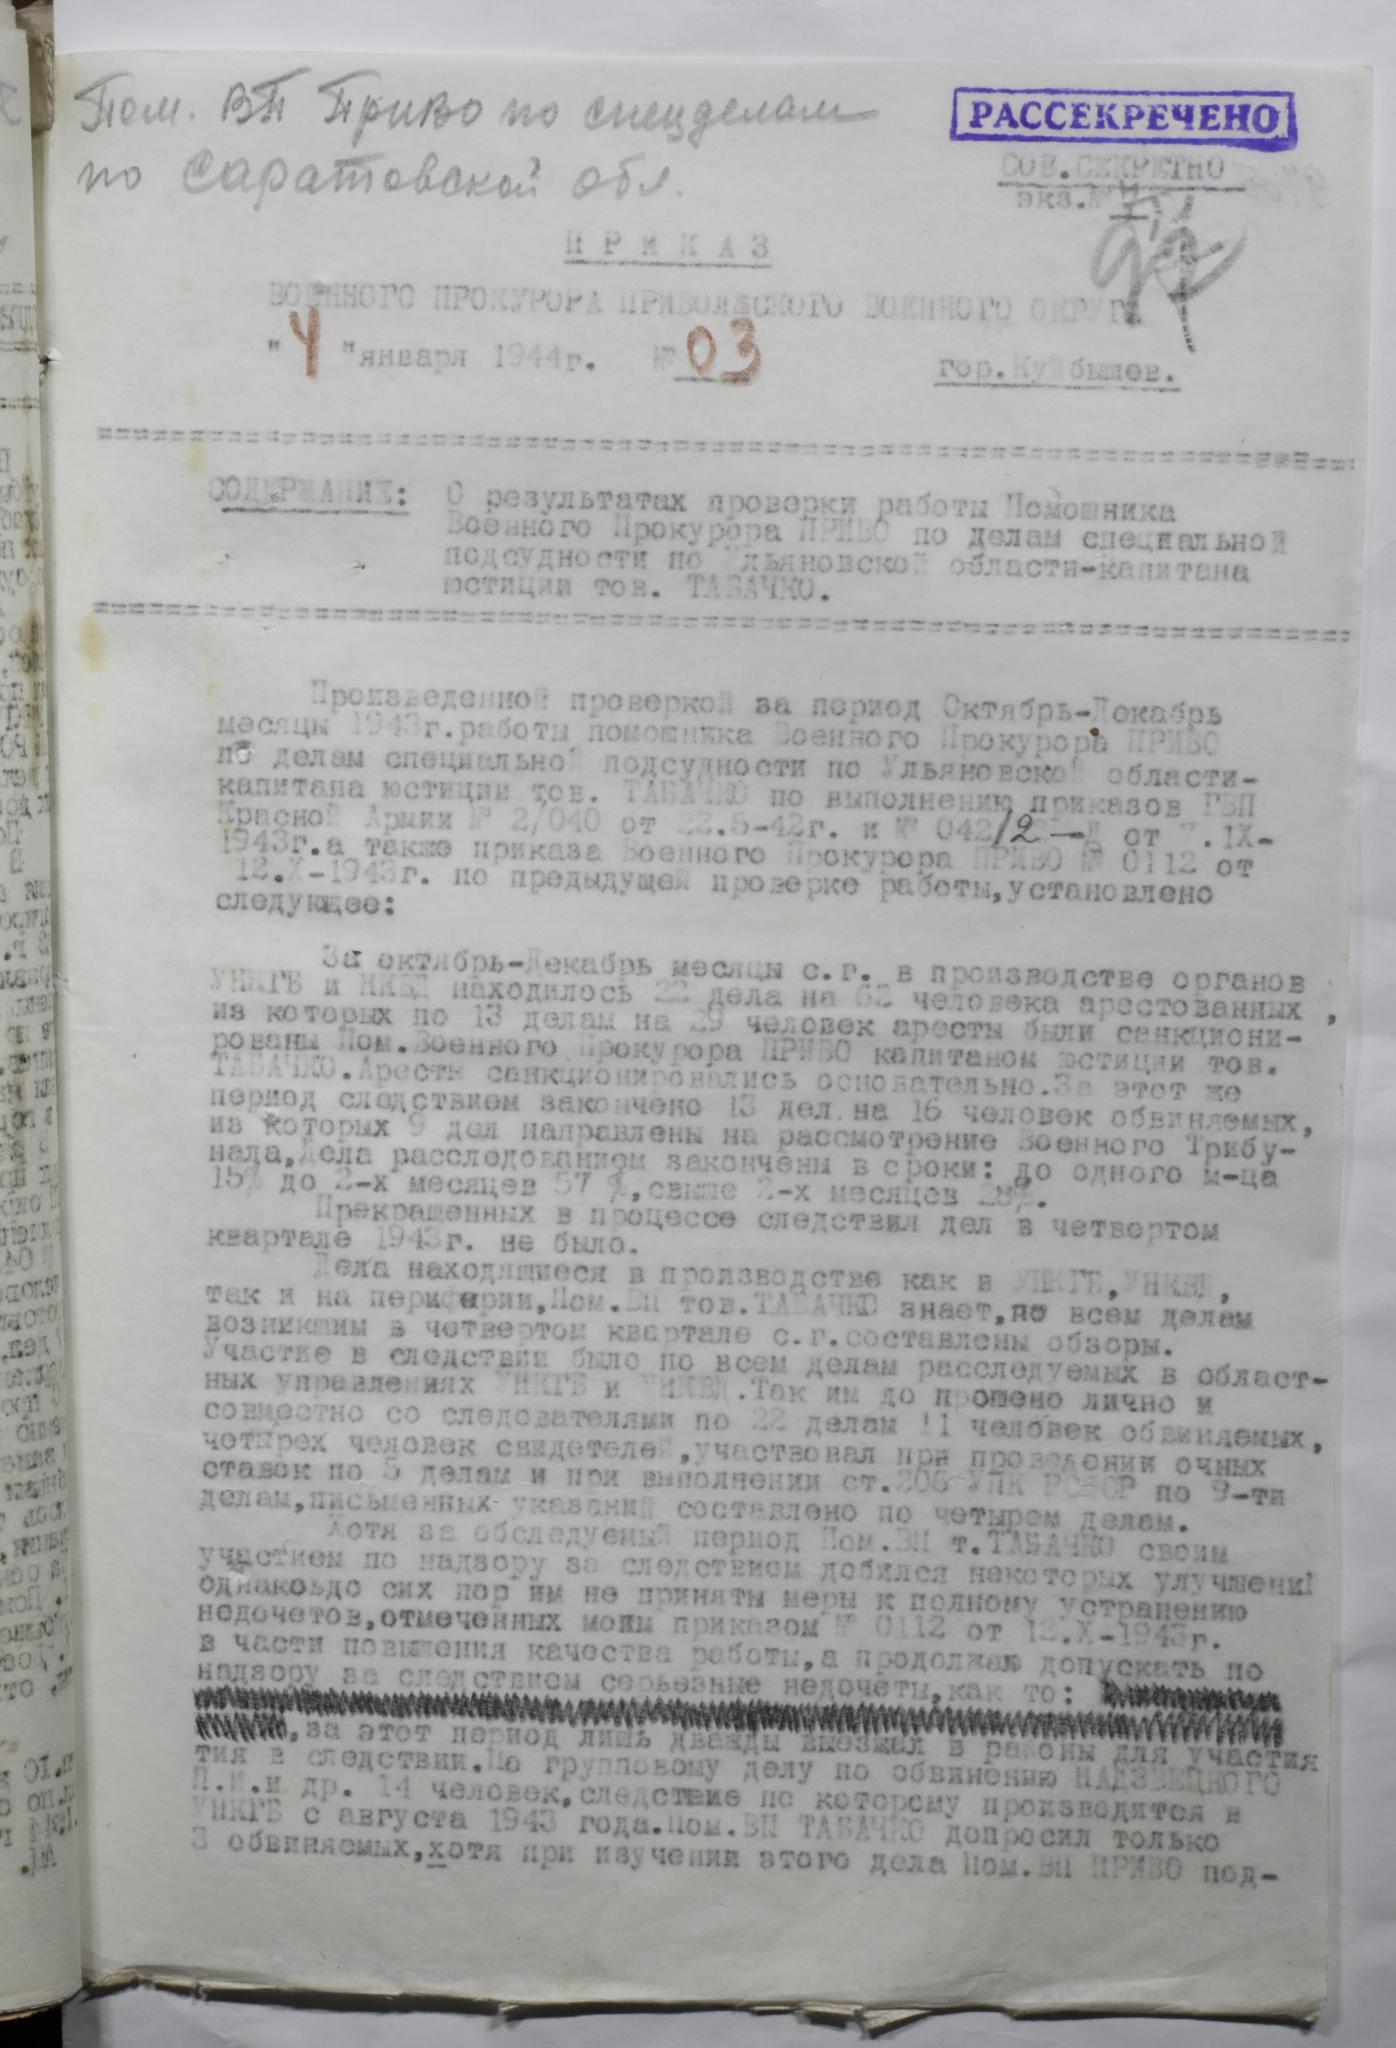 Пом. ВП Приво по спецделам
по Саратовской обл.
РАССЕКРЕЧЕНО
СОВ.СЕКРЕТНО
экз.№
П Р И К А З
ВОЕННОГО ПРОКУРОРА ПРИВОЛЖСКОГО ВОЕННОГО ОКРУГА
"4"января 1944г. № 03 гор.Куйбышев.
СОДЕРЖАНИЕ: О результатах проверки работы Помошника
Военного Прокурора ПРИВО по делам специальной
подсудности по Ульяновской области-капитана
юстиции тов. ТАБАЧКО.
Произведенной проверкой за период Октябрь-Декабрь
месяцы 1943г.работы помошника Военного Прокурора ПРИВО
по делам специальной подсудности по Ульяновской области-
капитана юстиции тов. ТАБАЧКО по выполнению приказов ГВП
Красной Армии № 2/040 от 22.5-42г. и № 042/2 - от 7.IX-
1943г.а также приказа Военного Прокурора ПРИВО № 0112 от
12.X-1943г. по предыдущей проверке работы,установлено
следующее:
За октябрь-Декабрь месяцы с.г. в производстве органов
УНКГБ и НКВД находилось 22 дела на 62 человека арестованных ,
из которых по 13 делам на 29 человек аресты были санкциони-
рованы Пом.Военного Прокурора ПРИВО капитаном юстиции тов.
ТАБАЧКО.Аресты санкционировались основательно.За этот же
период следствием закончено 13 дел на 16 человек обвиняемых,
из которых 9 дел направлены на рассмотрение Военного Трибу-
нала,Дела расследованием закончены в сроки: до одного м-ца
15% до 2-х месяцев 57 %,свыше 2-х месяцев 28%.
Прекращенных в процессе следствия дел в четвертом
квартале 1943г. не было.
Дела находящиеся в производстве как в УНКГБ,УНКВД,
так и на периферии,Пом.ВП тов.ТАБАЧКО знает,по всем делам
возникшим в четвертом квартале с.г.составлены обзоры.
Участие в следствии было по всем делам расследуемых в област-
ных управлениях УНКГБ и УНКВД.Так им до прошено лично и
совместно со следователями по 22 делам 11 человек обвиняемых,
четырех человек свидетелей,участвовал при проведении очных
ставок по 5 делам и при выполнении ст.206 УПК РСФСР по 9-ти
делам,письменных указаний составлено по четырем делам.
Хотя за обследуемый период Пом.ВП т.ТАБАЧКО своим
участием по надзору за следствием добился некоторых улучшений
однакоьдо сих пор им не приняты меры к полному устранению
недочетов,отмеченных моим приказом № 0112 от 12.X-1943г.
в части повышения качества работы,а продолжаю допускать по
надзору за следствием серьезные недочеты,как то:
,за этот период лишь дважды выезжал в районы для участия
тия в следствии.По групповому делу по обвинению НАДЗВЕЦКОГО
П.И.и др. 14 человек,следствие по которому производятся в
УНКГБ с августа 1943 года.Пом.ВП ТАБАЧКО допросил только
3 обвиняемых,хотя при изучении этого дела Пом.ВП ПРИВО под-